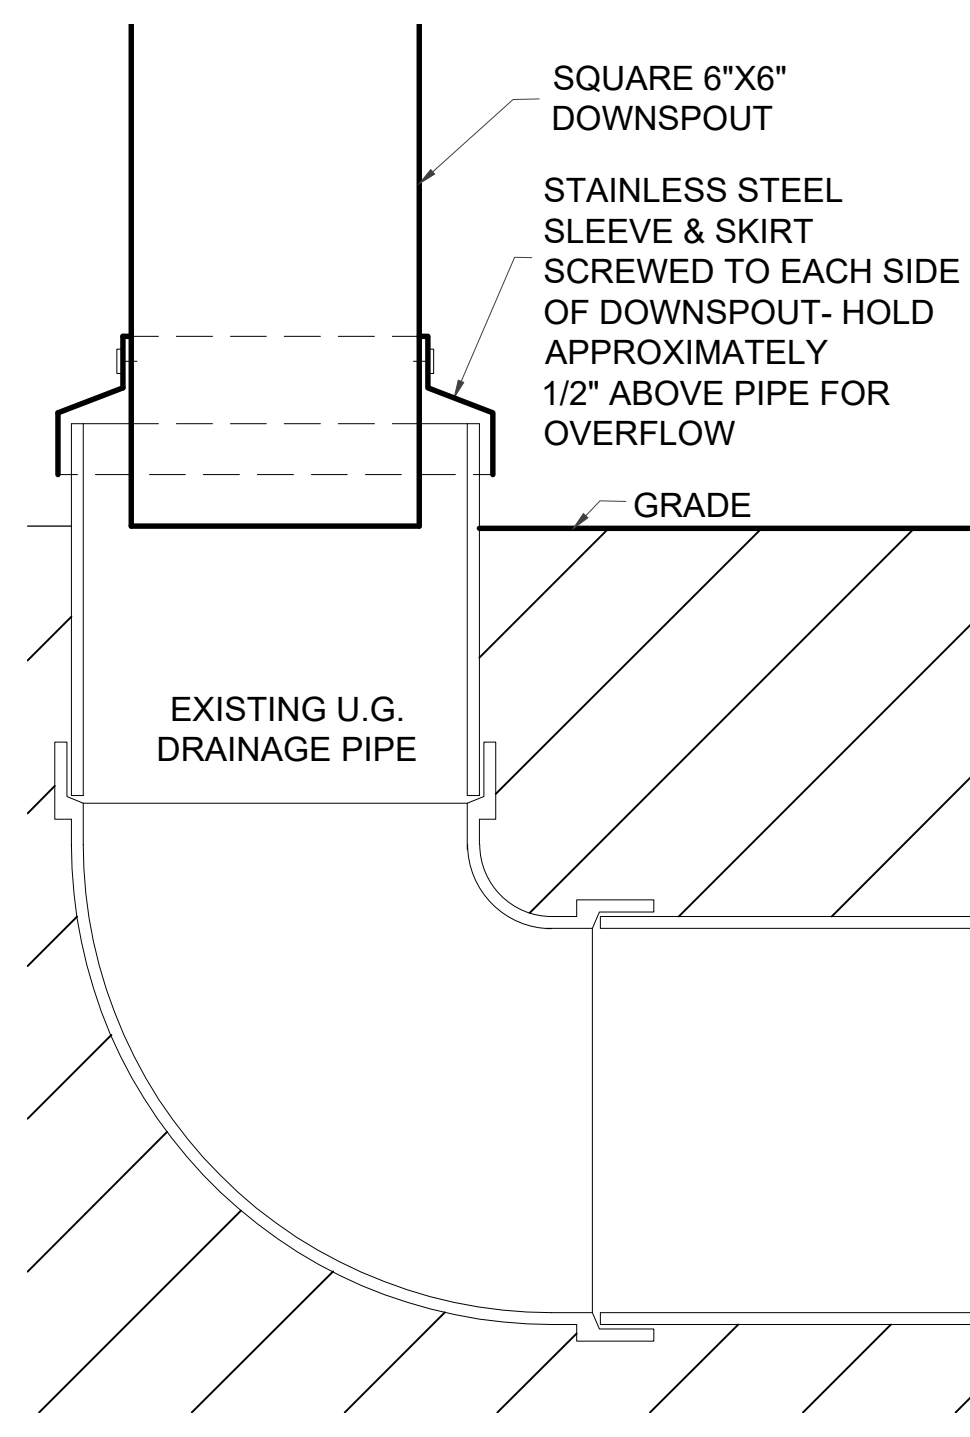 SQUARE 6"X6"
DOWNSPOUT
STAINLESS STEEL
SLEEVE & SKIRT
SCREWED TO EACH SIDE
OF DOWNSPOUT- HOLD
APPROXIMATELY
1/2" ABOVE PIPE FOR
OVERFLOW
GRADE
EXISTING U.G.
DRAINAGE PIPE